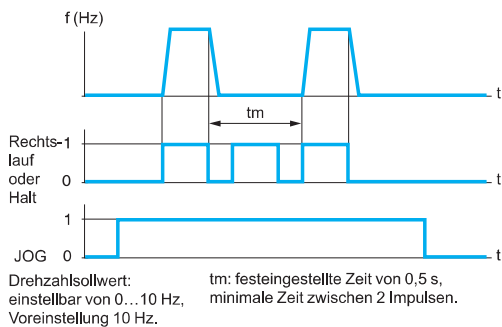 f (Hz)
t
tm
Rechts-
lauf
oder
Halt
1
0
t
1
JOG 0
t
Drehzahlsollwert:
einstellbar von 0...10 Hz,
Voreinstellung 10 Hz.
tm: festeingestellte Zeit von 0,5 s,
minimale Zeit zwischen 2 Impulsen.